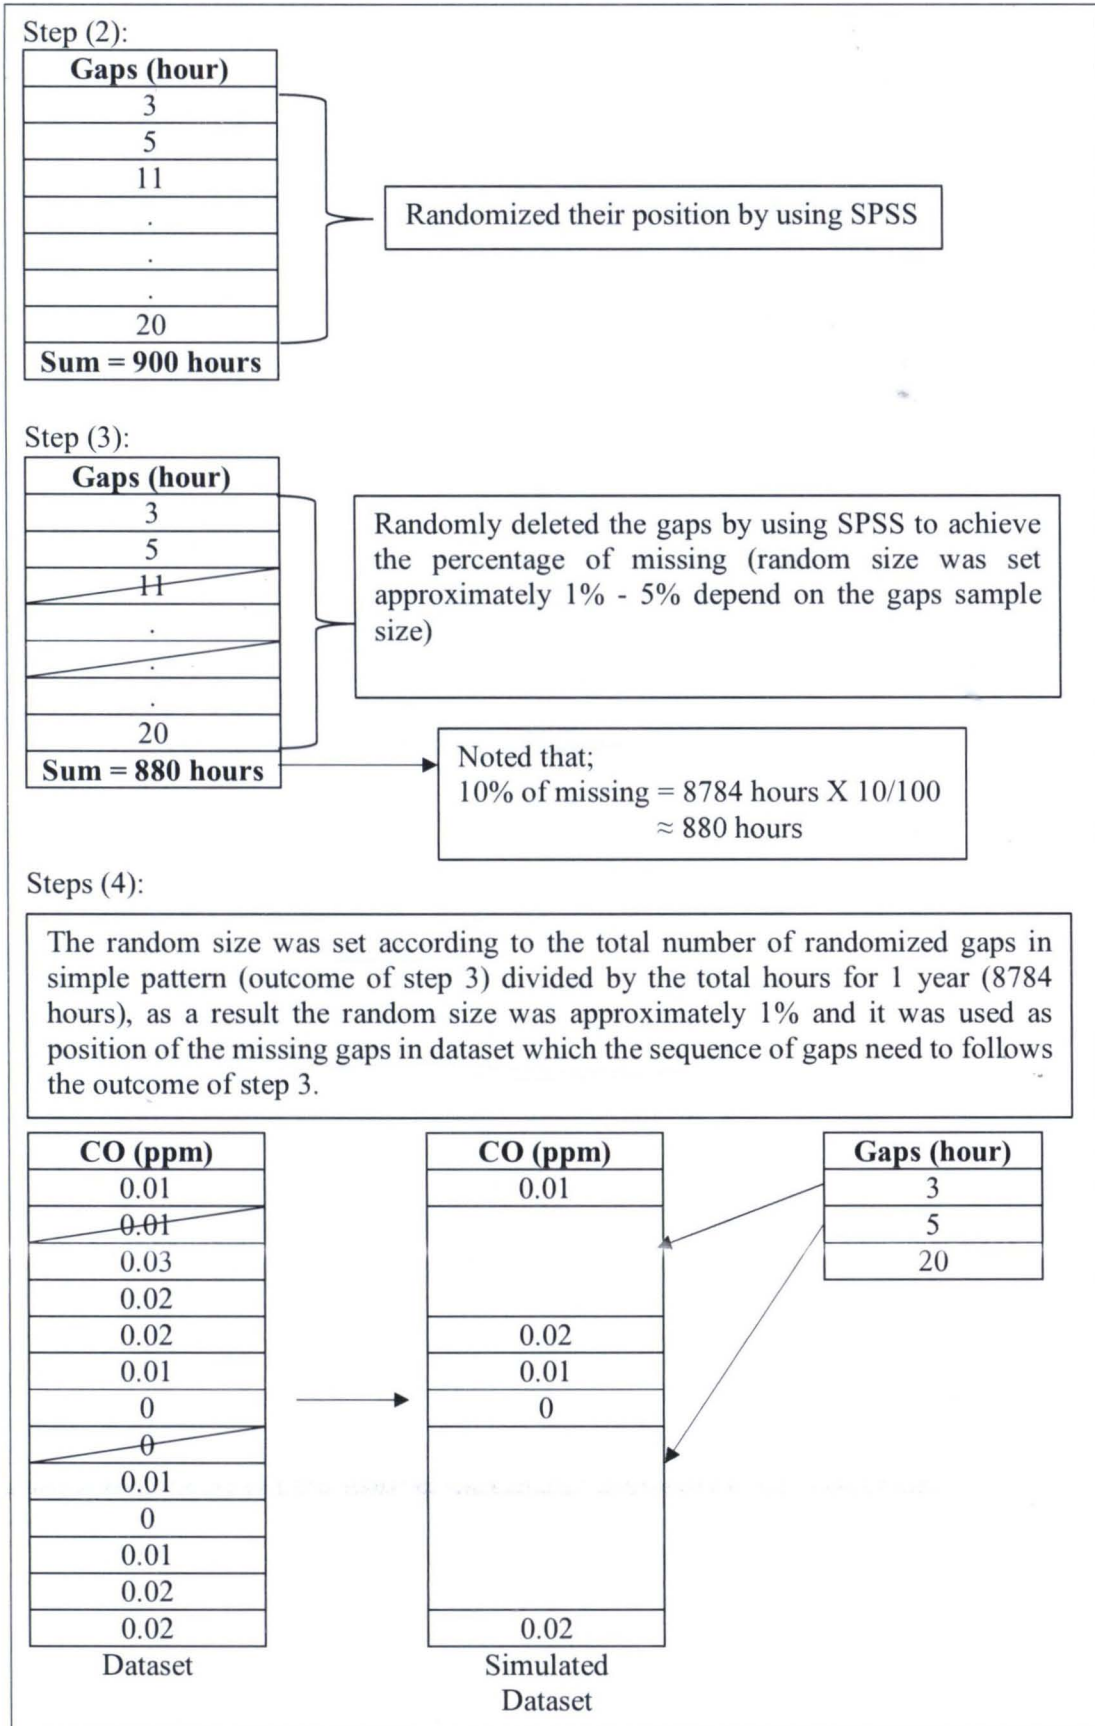 Step (2):
Gaps (hour)
3
5
11
.
.
.
20
Sum = 900 hours
Randomized their position by using SPSS
Step (3):
Gaps (hour)
3
5
11
.
.
.
20
Sum = 880 hours
Randomly deleted the gaps by using SPSS to achieve
the percentage of missing (random size was set
approximately 1% - 5% depend on the gaps sample
size)
Noted that;
10% of missing = 8784 hours X 10/100
≈ 880 hours
Steps (4):
The random size was set according to the total number of randomized gaps in
simple pattern (outcome of step 3) divided by the total hours for 1 year (8784
hours), as a result the random size was approximately 1% and it was used as
position of the missing gaps in dataset which the sequence of gaps need to follows
the outcome of step 3.
CO (ppm)
0.01
0.01
0.03
0.02
0.02
0.01
0
0
0.01
0
0.01
0.02
0.02
Dataset
CO (ppm)
0.01
0.02
0.01
0
0.02
Simulated
Dataset
Gaps (hour)
3
5
20